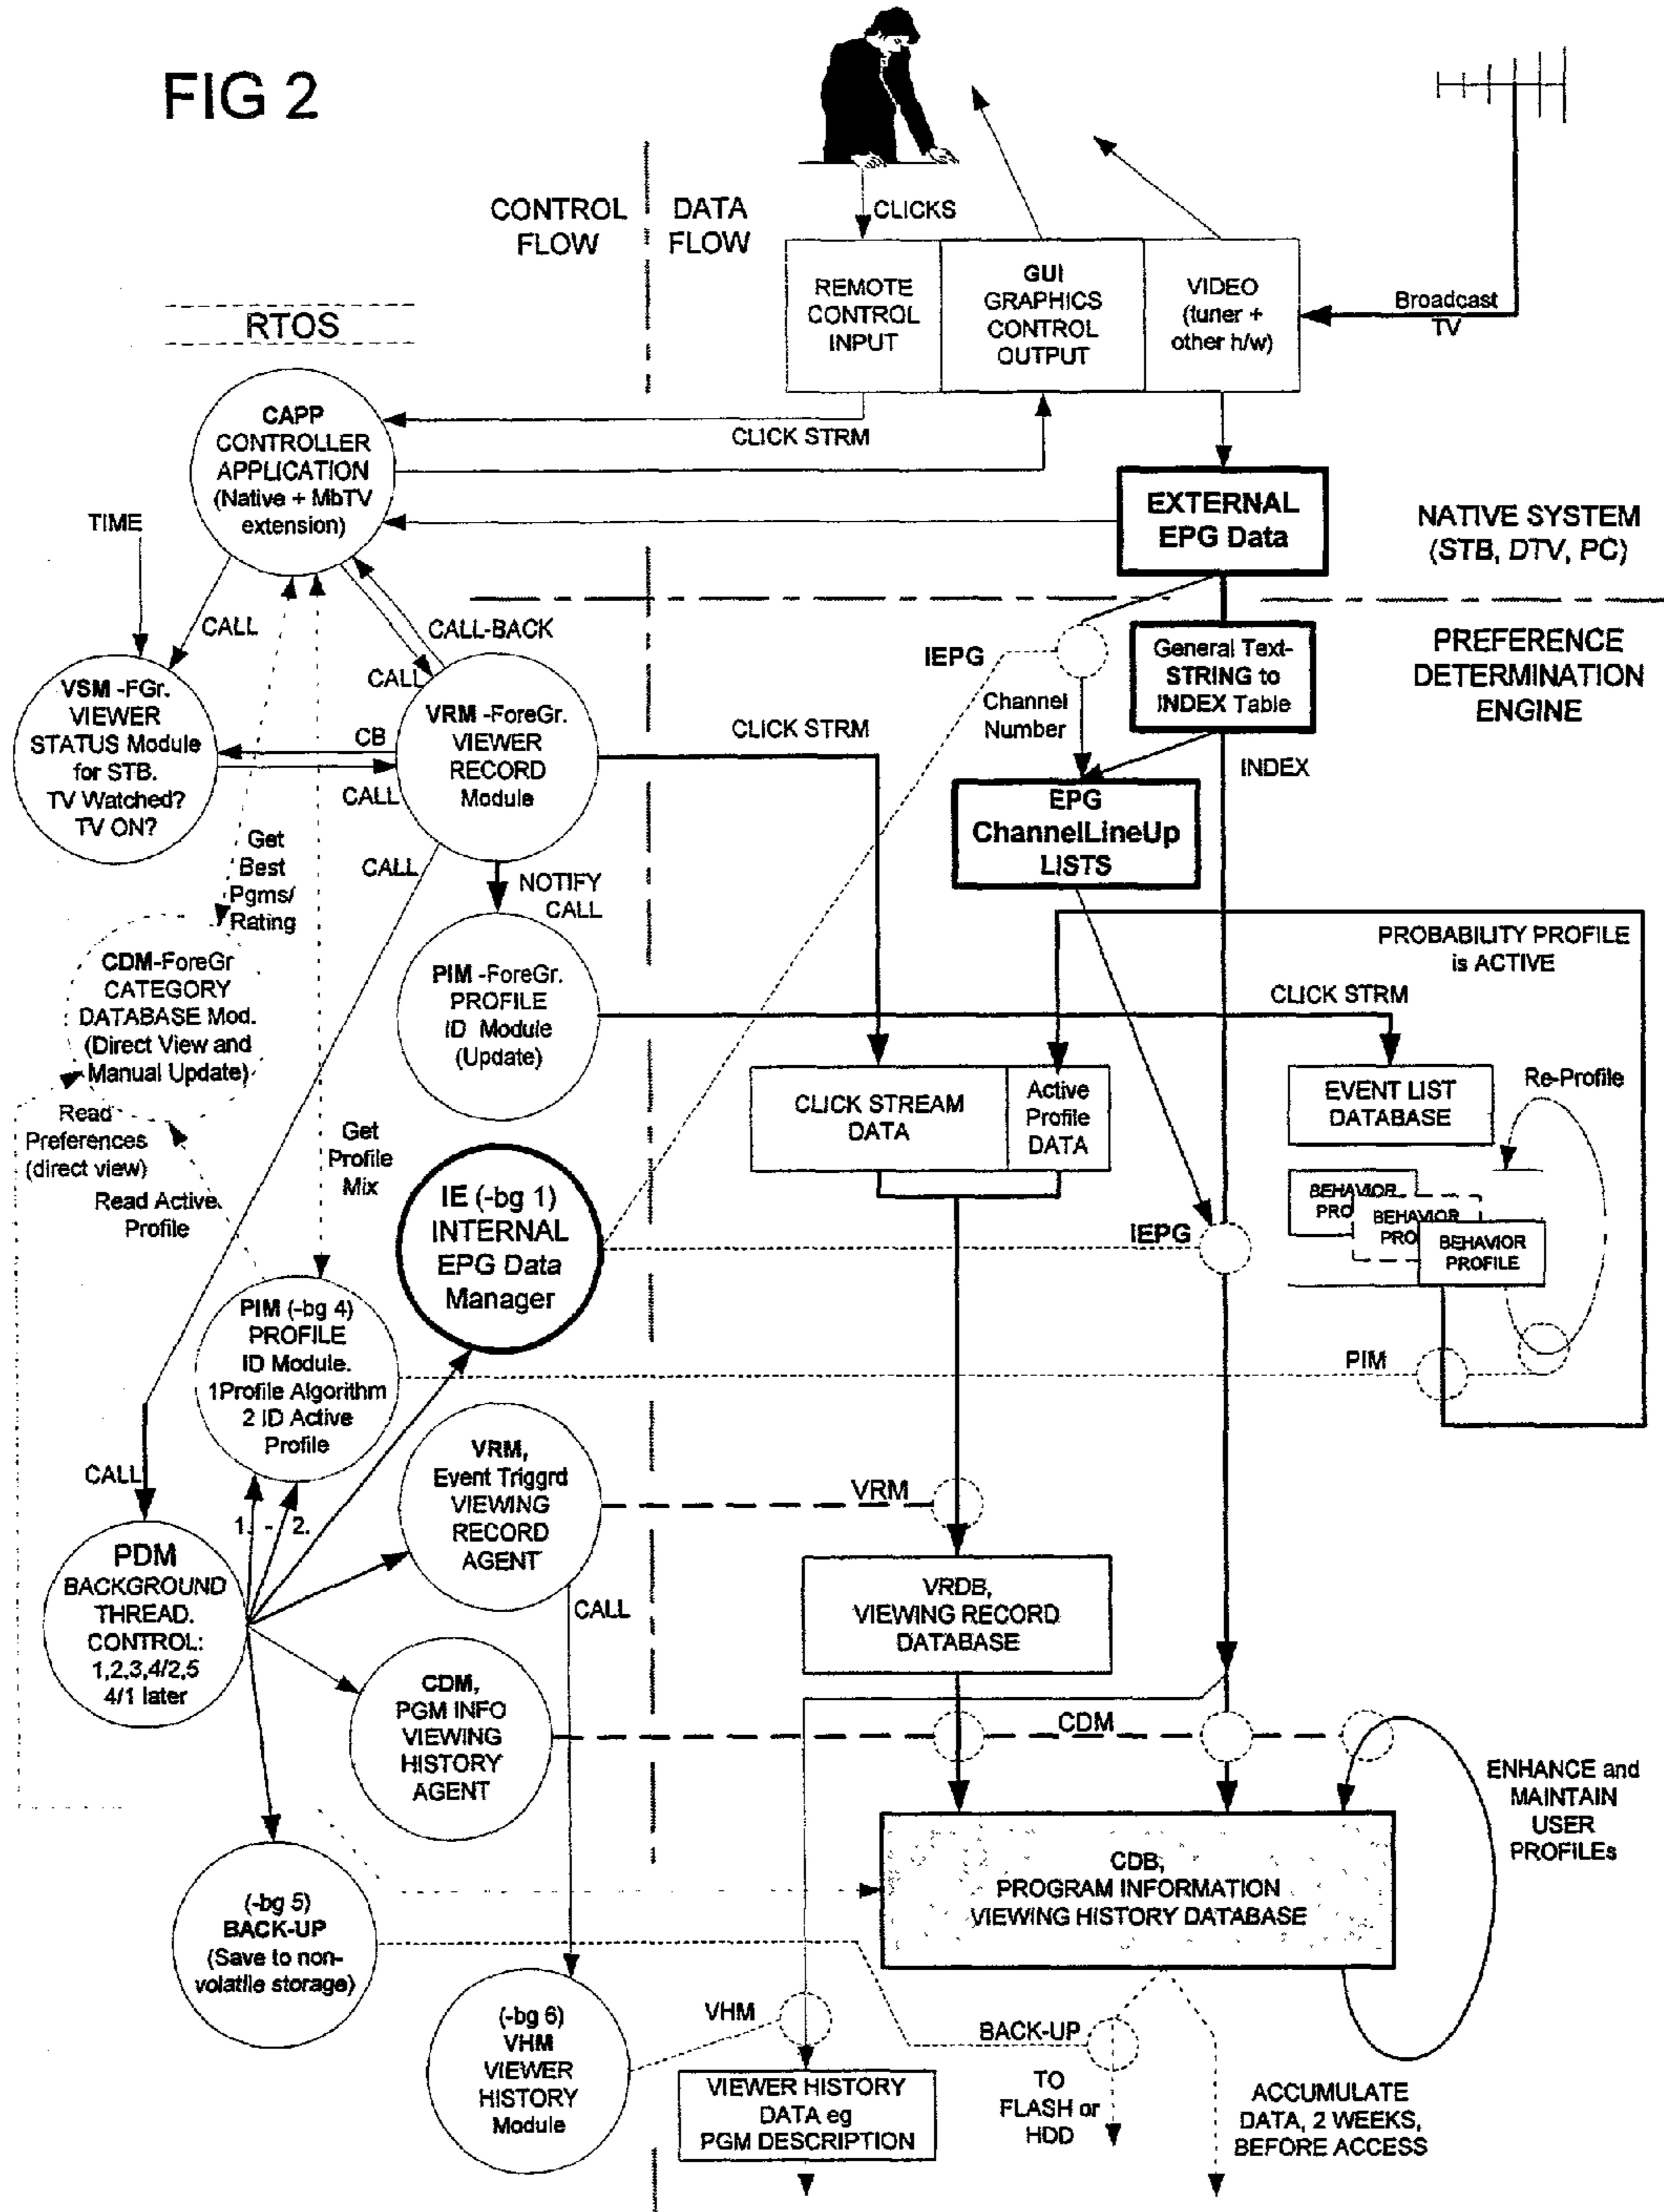 FIG 2
CONTROL
FLOW
DATA
FLOW
CLICKS
RTOS
REMOTE
CONTROL
INPUT
GUI
GRAPHICS
CONTROL
OUTPUT
VIDEO
(tuner +
other h/w)
Broadcast
TV
CAPP
CONTROLLER
APPLICATION
(Native + MbTV
extension)
CLICK STRM
TIME
EXTERNAL
EPG Data
NATIVE SYSTEM
(STB, DTV, PC)
CALL
CALL-BACK
CALL
IEPG
General Text-
STRING to
INDEX Table
PREFERENCE
DETERMINATION
ENGINE
VSM -FGr.
VIEWER
STATUS Module
for STB.
TV Watched?
TV ON?
CB
CALL
VRM -ForeGr.
VIEWER
RECORD
Module
CLICK STRM
Channel
Number
INDEX
EPG
ChannelLineUp
LISTS
Get
Best
Pgms/
Rating
CALL
NOTIFY
CALL
PROBABILITY PROFILE
is ACTIVE
CDM-ForeGr
CATEGORY
DATABASE Mod.
(Direct View and
Manual Update)
PIM -ForeGr.
PROFILE
ID Module
(Update)
CLICK STRM
CLICK STREAM
DATA
Active
Profile
DATA
EVENT LIST
DATABASE
Re-Profile
Read
Preferences
(direct view)
Get
Profile
Mix
Read Active
Profile
IE (-bg 1)
INTERNAL
EPG Data
Manager
IEPG
BEHAVIOR
PRO
BEHAVIOR
PRO
BEHAVIOR
PROFILE
PIM (-bg 4)
PROFILE
ID Module.
1Profile Algorithm
2 ID Active
Profile
PIM
CALL
1. - 2.
VRM,
Event Triggrd
VIEWING
RECORD
AGENT
VRM
PDM
BACKGROUND
THREAD.
CONTROL:
1,2,3,4/2,5
4/1 later
CALL
VRDB,
VIEWING RECORD
DATABASE
CDM,
PGM INFO
VIEWING
HISTORY
AGENT
CDM
ENHANCE and
MAINTAIN
USER
PROFILEs
CDB,
PROGRAM INFORMATION
VIEWING HISTORY DATABASE
(-bg 5)
BACK-UP
(Save to non-
volatile storage)
(-bg 6)
VHM
VIEWER
HISTORY
Module
VHM
BACK-UP
VIEWER HISTORY
DATA eg
PGM DESCRIPTION
TO
FLASH or
HDD
ACCUMULATE
DATA, 2 WEEKS,
BEFORE ACCESS